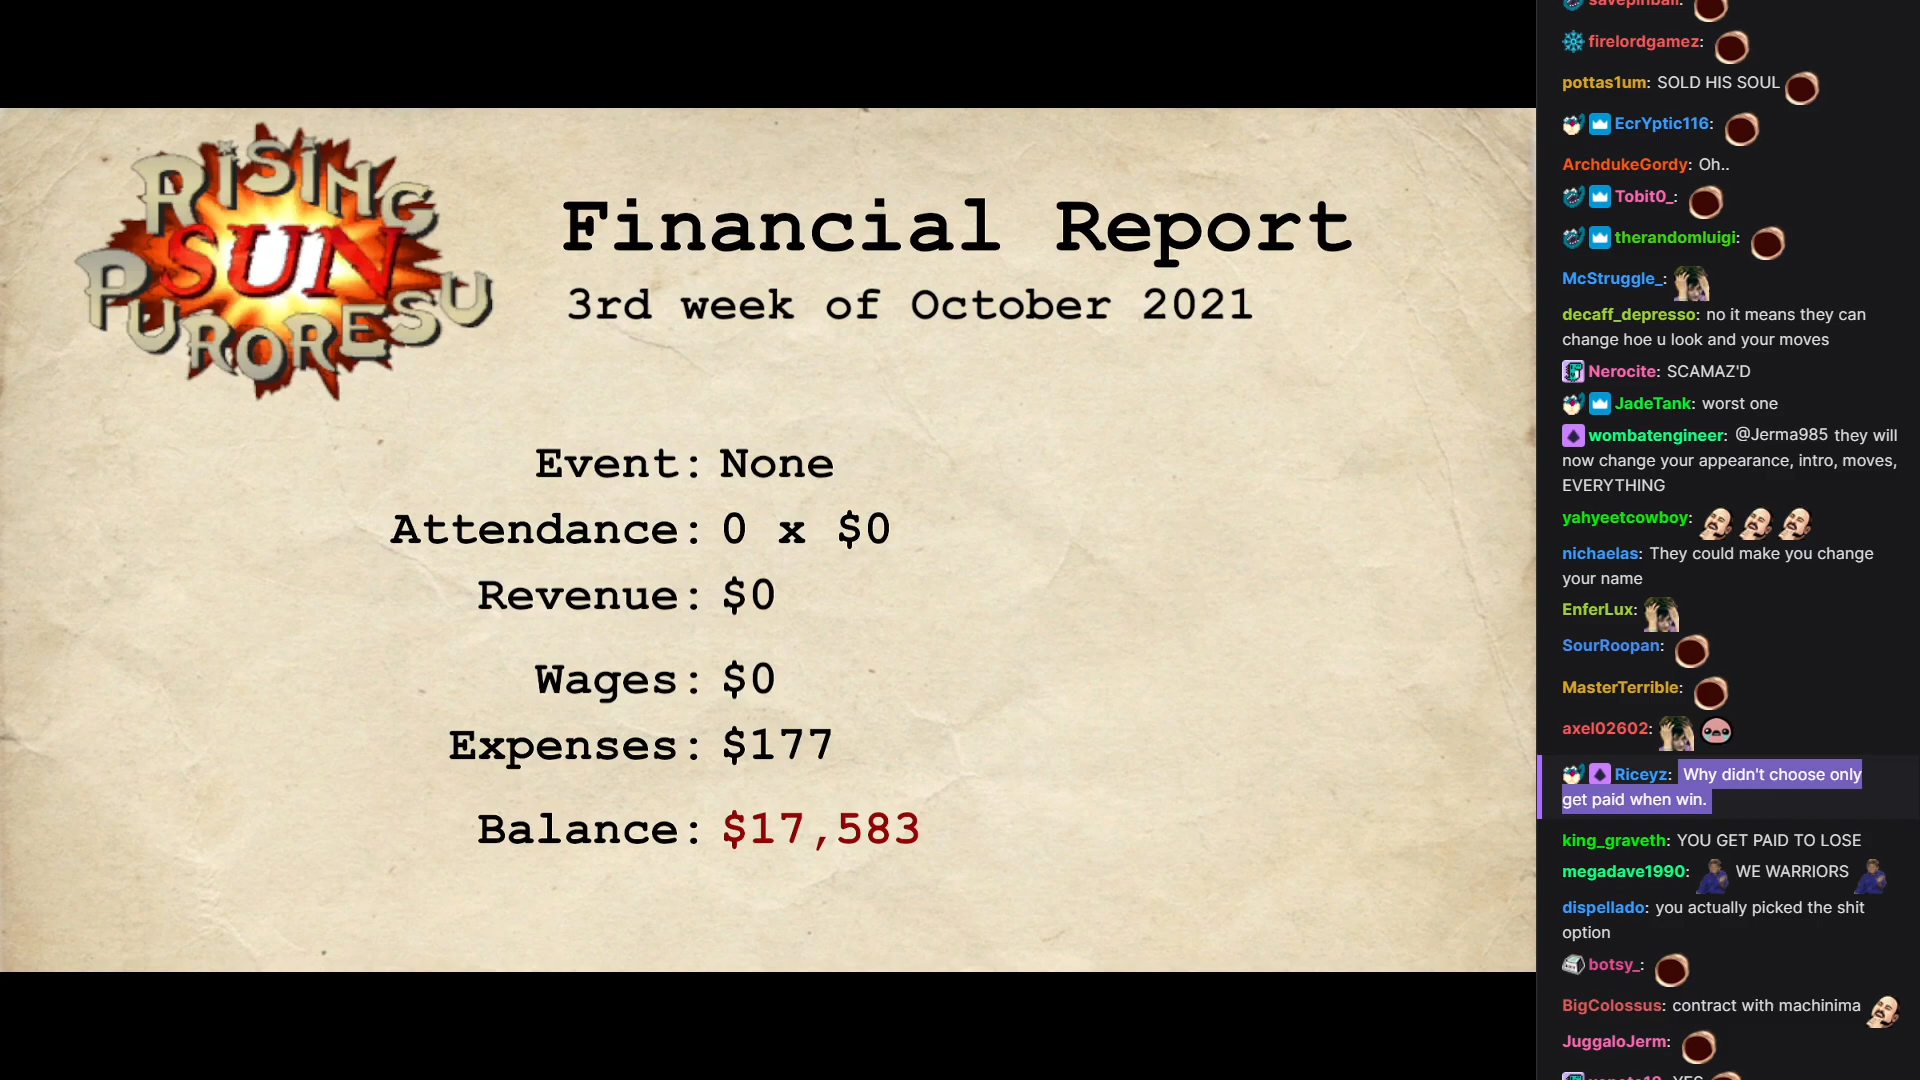 RISING
SUN
PURORESU
Financial Report
3rd week of October 2021
Event: None
Attendance: 0 x $0
Revenue: $0
Wages: $0
Expenses: $177
Balance: $17,583
savepinball:
firelordgamez:
pottas1um: SOLD HIS SOUL
EcrYptic116:
ArchdukeGordy: Oh..
Tobit0_:
therandomluigi:
McStruggle_:
decaff_depresso: no it means they can
change hoe u look and your moves
Nerocite: SCAMAZ'D
JadeTank: worst one
wombatengineer: @Jerma985 they will
now change your appearance, intro, moves,
EVERYTHING
yahyeetcowboy:
nichaelas: They could make you change
your name
EnferLux:
SourRoopan:
MasterTerrible:
axel02602:
Riceyz: Why didn't choose only
get paid when win.
king_graveth: YOU GET PAID TO LOSE
megadave1990: WE WARRIORS
dispellado: you actually picked the shit
option
botsy_:
BigColossus: contract with machinima
JuggaloJerm:
YES